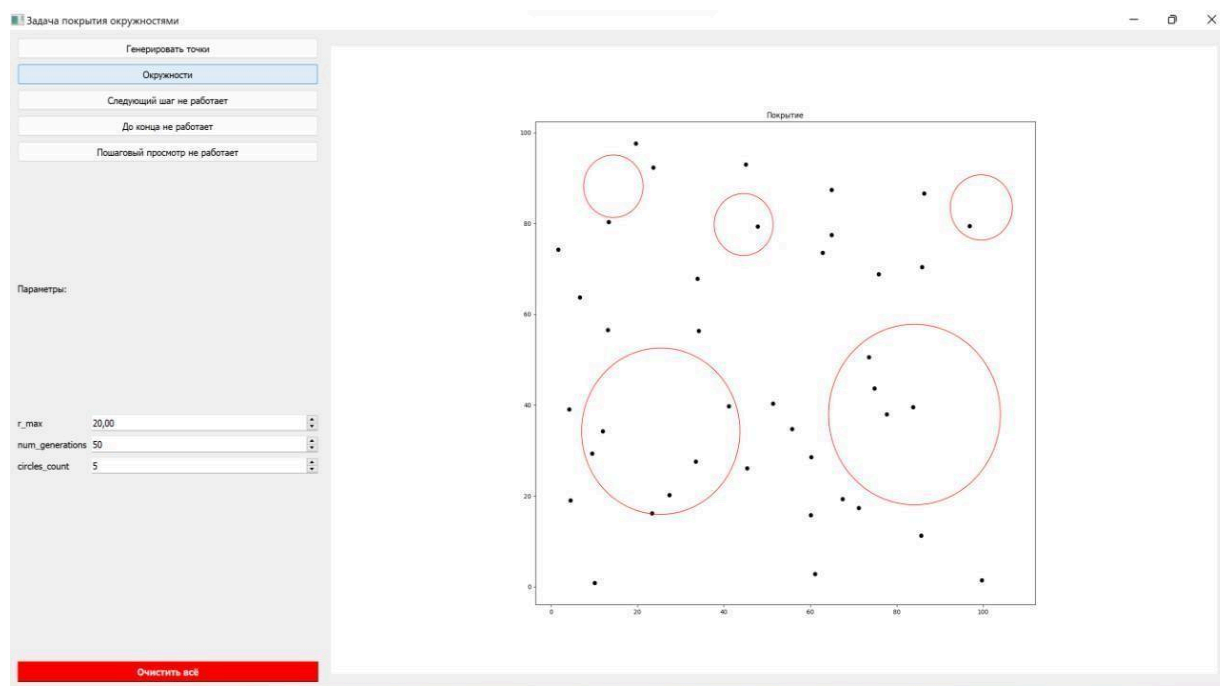 Задача покрытия окружностями
Генерировать точки
Окружности
Следующий шаг не работает
До конца не работает
Пошаговый просмотр не работает
Параметры:
r_max 20,00
num_generations 50
circles_count 5
Очистить всё
Покрытие
100
80
60
40
20
0
0 20 40 60 80 100